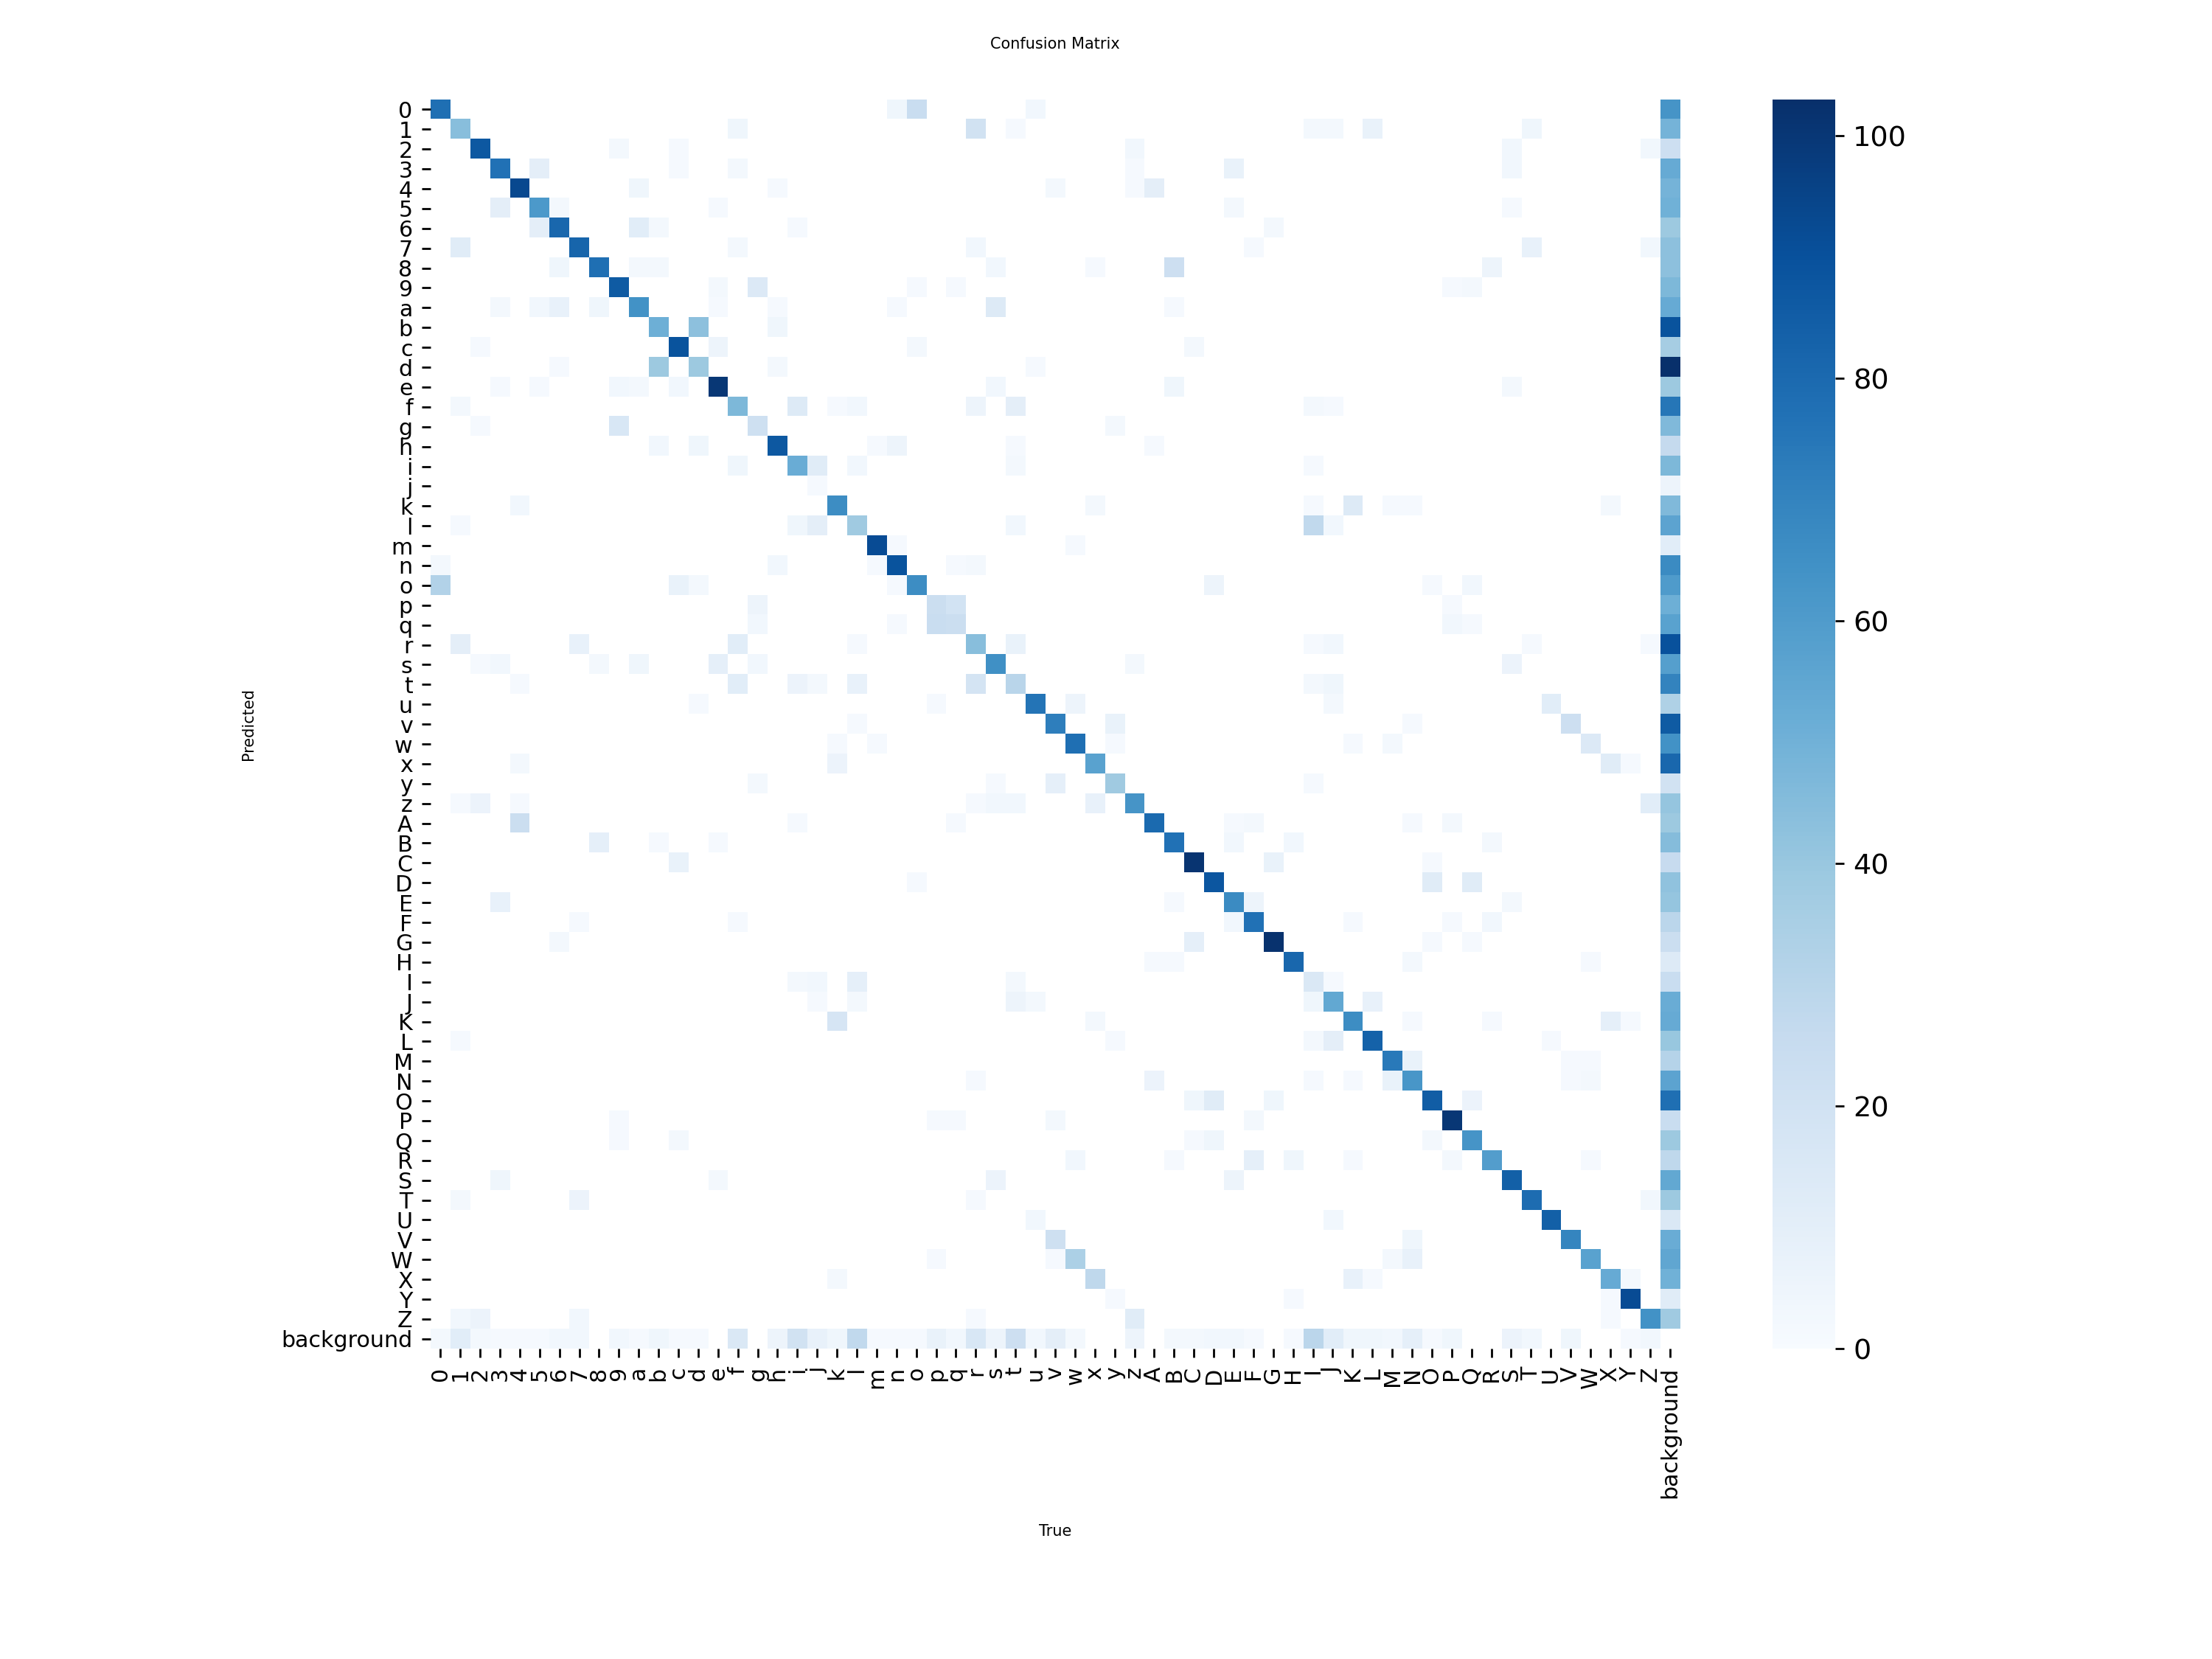 Confusion Matrix
0
1
2
3
4
5
6
7
8
9
a
b
c
d
e
f
g
h
i
j
k
l
m
n
o
p
q
r
s
t
u
v
w
x
y
z
A
B
C
D
E
F
G
H
I
J
K
L
M
N
O
P
Q
R
S
T
U
V
W
X
Y
Z
background
Predicted
0 1 2 3 4 5 6 7 8 9 a b c d e f g h i j k l m n o p q r s t u v w x y z A B C D E F G H I J K L M N O P Q R S T U V W X Y Z background
True
100
80
60
40
20
0